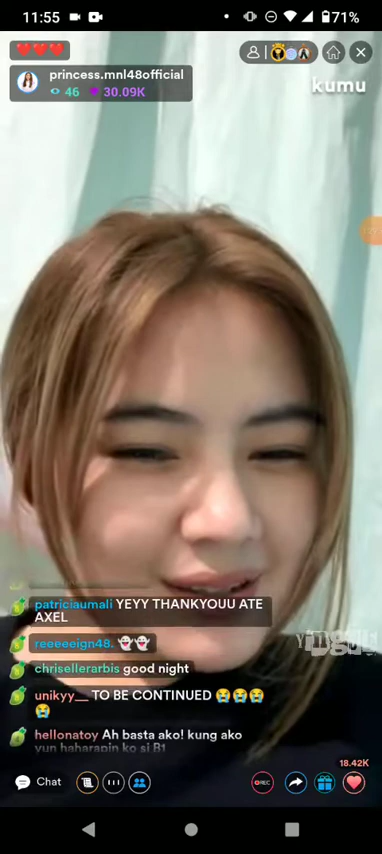 11:55
71%
princess.mnl48official
46
30.09K
kumu
patriciaumali YEYY THANKYOUU ATE
AXEL
reeeeeign48. 👻👻
chrisellerarbis good night
unikyy__ TO BE CONTINUED 😭😭😭
😭
hellonatoy Ah basta ako! kung ako
yun haharapin ko si B1
18.42K
Chat
REC